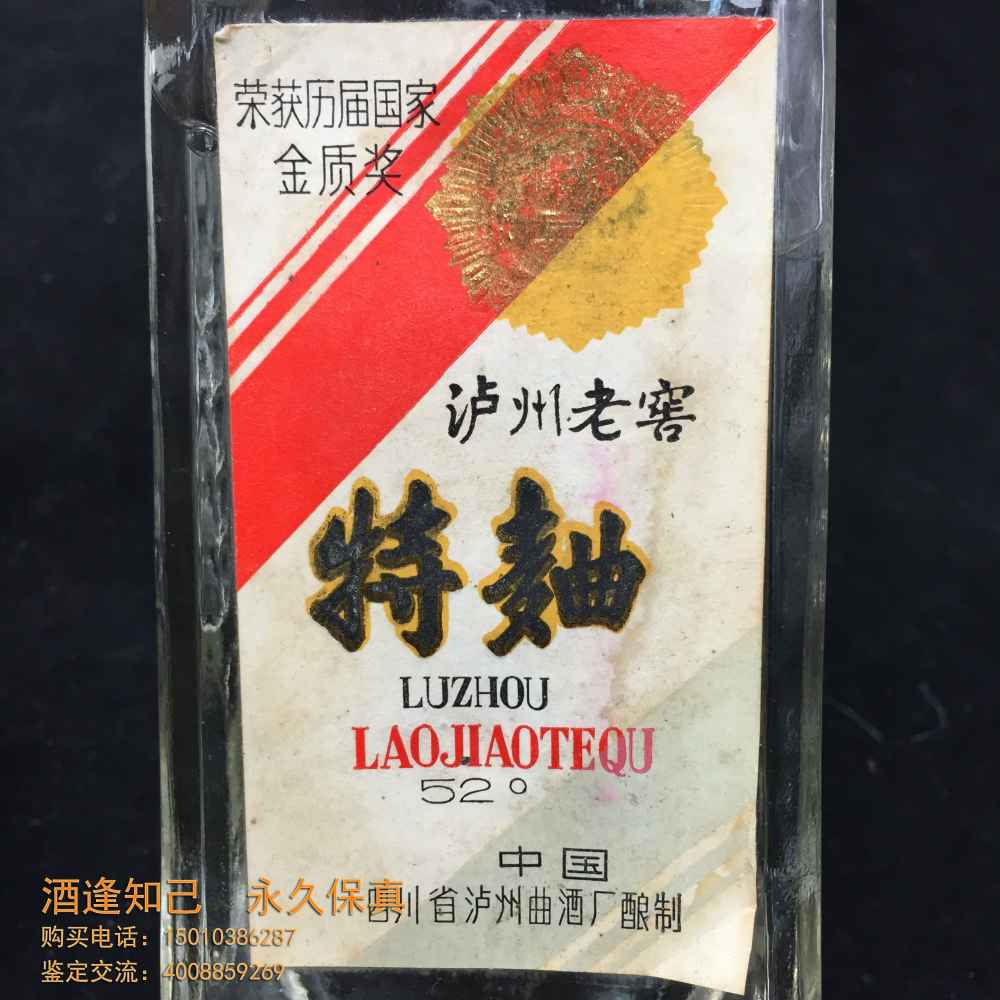 荣获历届国家
金质奖
泸州老窖
特麯
LUZHOU
LAOJIAOTEQU
52°
中国
四川省泸州曲酒厂酿制
酒逢知己 永久保真
购买电话：15010386287
鉴定交流：4008859269